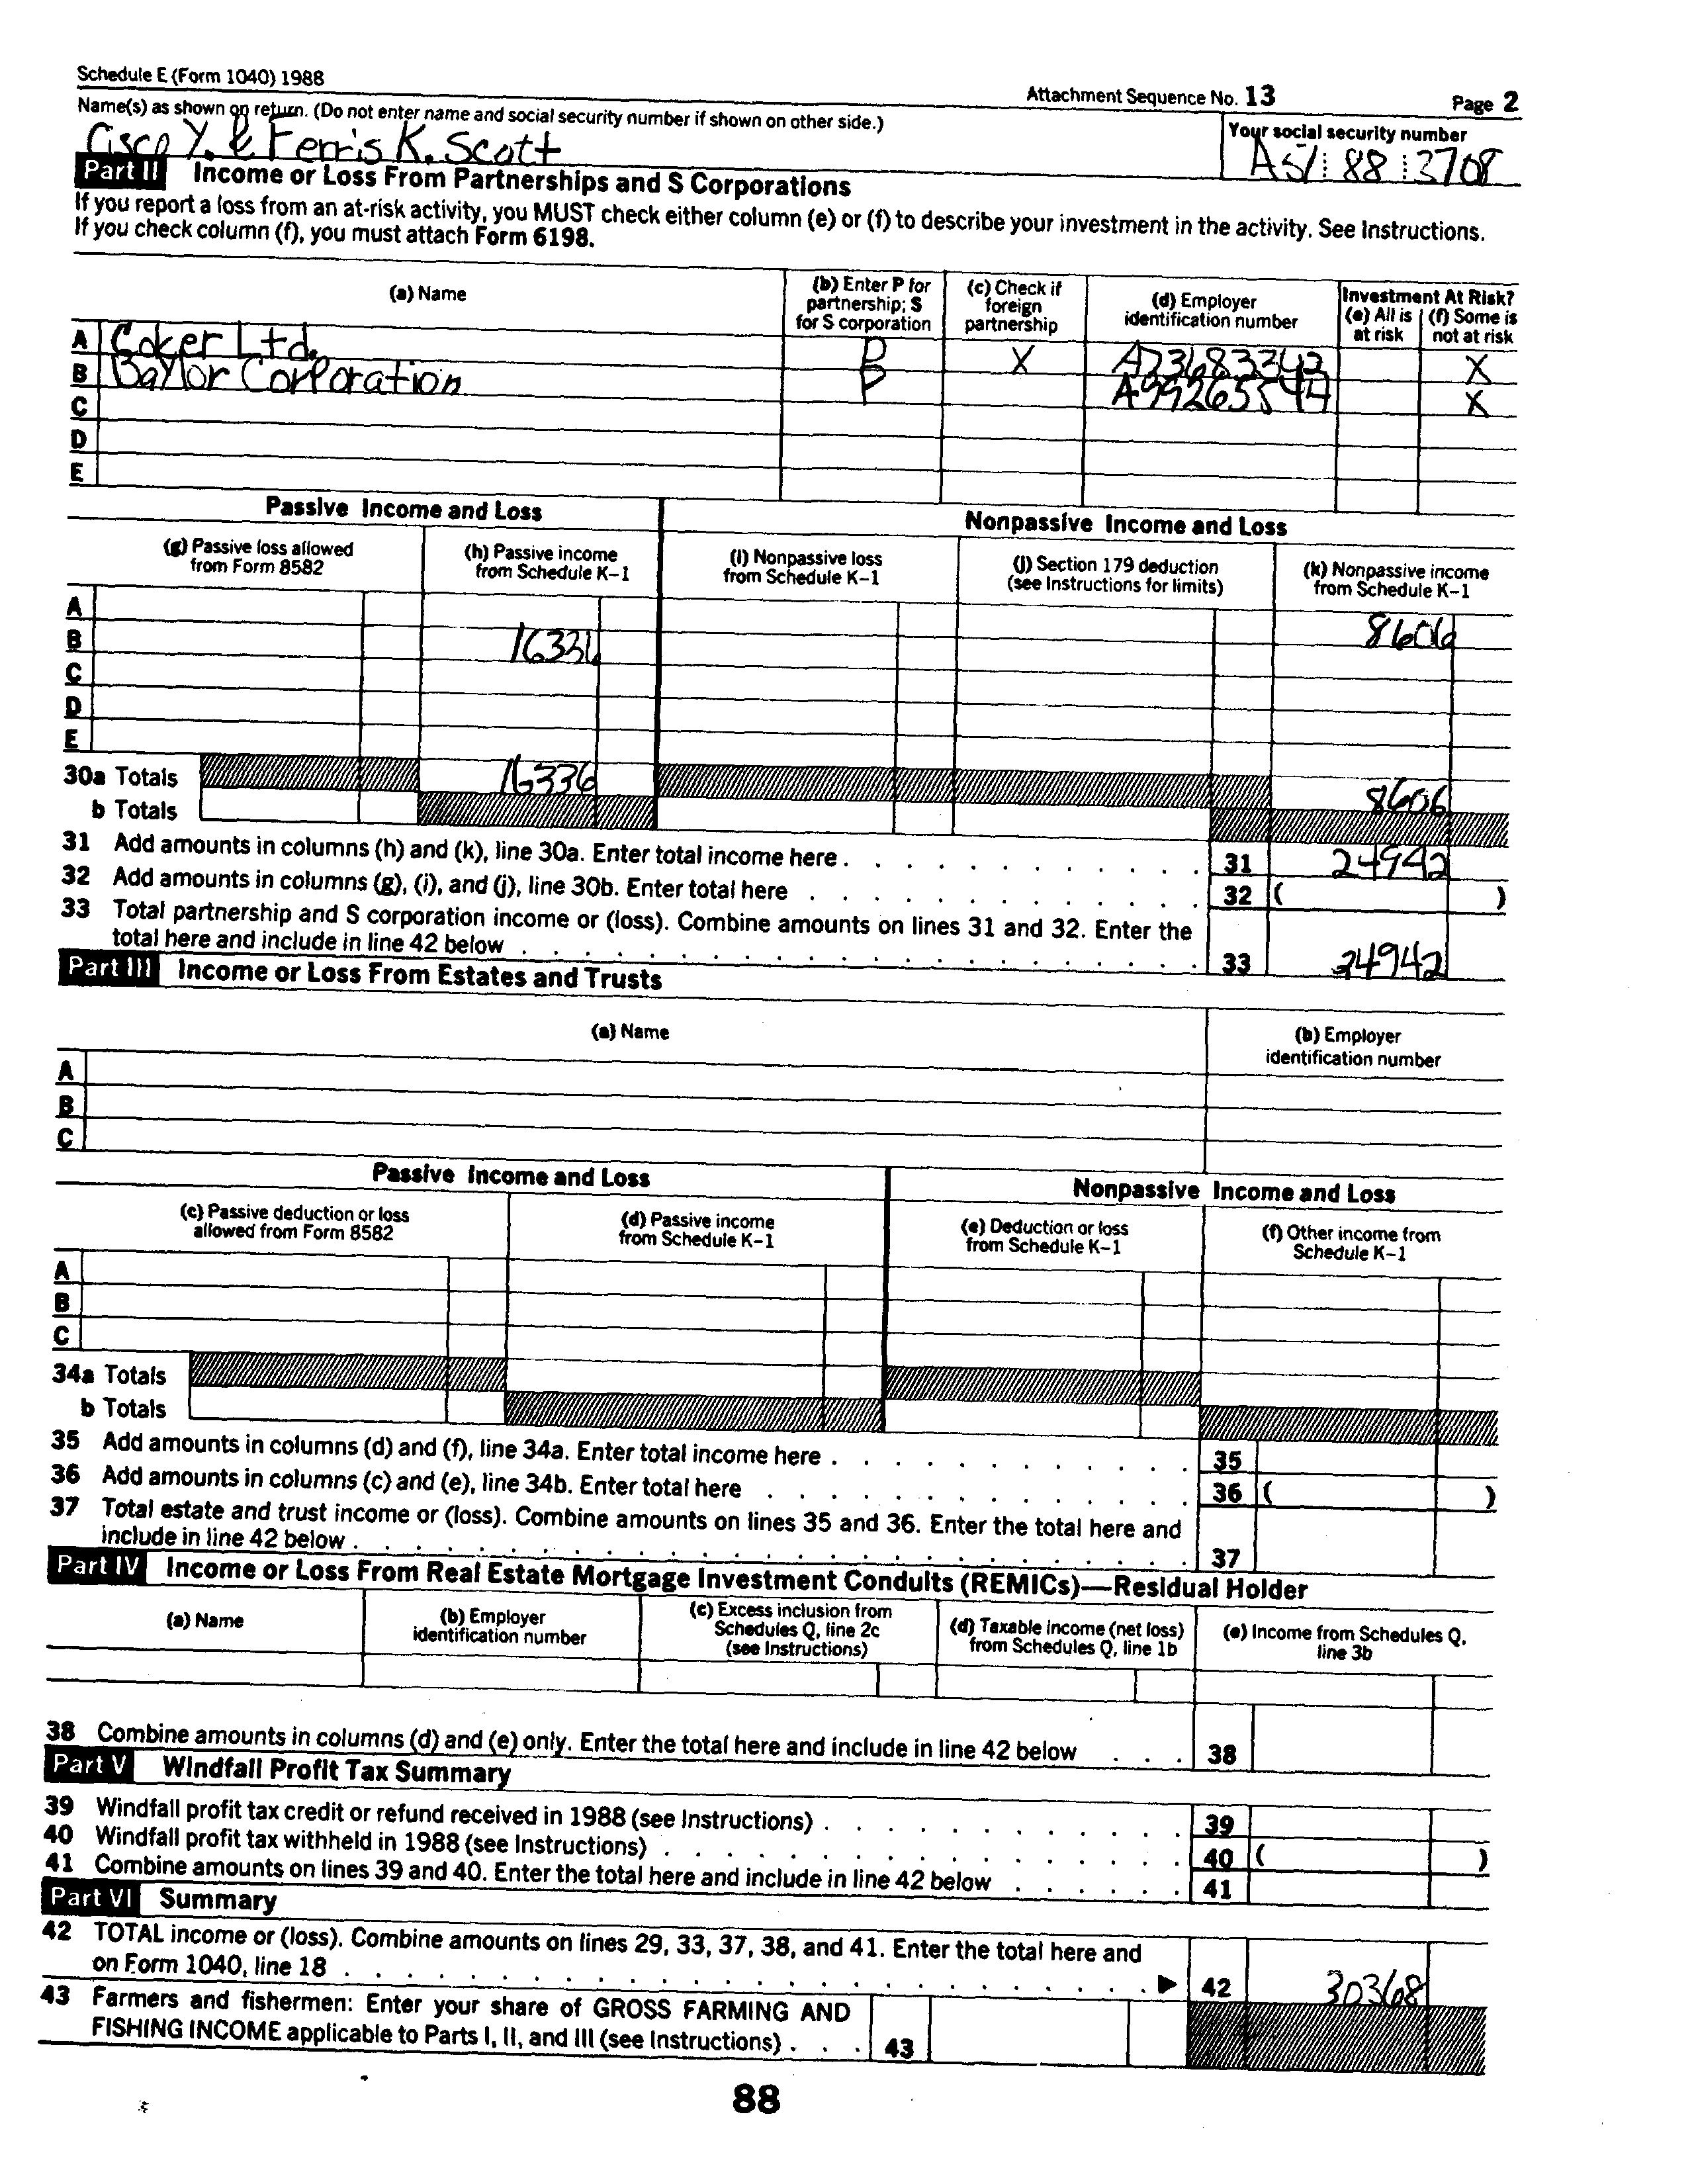 Schedule E (Form 1040) 1988
Attachment Sequence No. 13
Page 2
Name(s) as shown on return. (Do not enter name and social security number if shown on other side.)
Your social security number
Cisco Y. & Ferris K. Scott
A51 88 3708
Part II Income or Loss From Partnerships and S Corporations
If you report a loss from an at-risk activity, you MUST check either column (e) or (f) to describe your investment in the activity. See Instructions.
If you check column (f), you must attach Form 6198.
(a) Name
(b) Enter P for partnership; S for S corporation
(c) Check if foreign partnership
(d) Employer identification number
Investment At Risk?
(e) All is at risk
(f) Some is not at risk
A Coker Ltd. P X A73683343 X
B Baylor Corporation P A99265544 X
C
D
E
Passive Income and Loss
Nonpassive Income and Loss
(g) Passive loss allowed from Form 8582
(h) Passive income from Schedule K-1
(i) Nonpassive loss from Schedule K-1
(j) Section 179 deduction (see Instructions for limits)
(k) Nonpassive income from Schedule K-1
A 8606
B 16336
C
D
E
30a Totals 16336 8606
b Totals
31 Add amounts in columns (h) and (k), line 30a. Enter total income here . . . . . . . . . . . . 31 24942
32 Add amounts in columns (g), (i), and (j), line 30b. Enter total here . . . . . . . . . . . . . 32 ( )
33 Total partnership and S corporation income or (loss). Combine amounts on lines 31 and 32. Enter the
total here and include in line 42 below . . . . . . . . . . . . . . . . . . . . . . 33 24942
Part III Income or Loss From Estates and Trusts
(a) Name
(b) Employer identification number
A
B
C
Passive Income and Loss
Nonpassive Income and Loss
(c) Passive deduction or loss allowed from Form 8582
(d) Passive income from Schedule K-1
(e) Deduction or loss from Schedule K-1
(f) Other income from Schedule K-1
A
B
C
34a Totals
b Totals
35 Add amounts in columns (d) and (f), line 34a. Enter total income here . . . . . . . . . . . . 35
36 Add amounts in columns (c) and (e), line 34b. Enter total here . . . . . . . . . . . . . . 36 ( )
37 Total estate and trust income or (loss). Combine amounts on lines 35 and 36. Enter the total here and
include in line 42 below . . . . . . . . . . . . . . . . . . . . . . . . . . 37
Part IV Income or Loss From Real Estate Mortgage Investment Conduits (REMICs)—Residual Holder
(a) Name
(b) Employer identification number
(c) Excess inclusion from Schedules Q, line 2c (see Instructions)
(d) Taxable income (net loss) from Schedules Q, line 1b
(e) Income from Schedules Q, line 3b
38 Combine amounts in columns (d) and (e) only. Enter the total here and include in line 42 below . . . 38
Part V Windfall Profit Tax Summary
39 Windfall profit tax credit or refund received in 1988 (see Instructions) . . . . . . . . . . . . 39
40 Windfall profit tax withheld in 1988 (see Instructions) . . . . . . . . . . . . . . . . . 40 ( )
41 Combine amounts on lines 39 and 40. Enter the total here and include in line 42 below . . . . . . 41
Part VI Summary
42 TOTAL income or (loss). Combine amounts on lines 29, 33, 37, 38, and 41. Enter the total here and
on Form 1040, line 18 . . . . . . . . . . . . . . . . . . . . . . . . . . ▶ 42 30368
43 Farmers and fishermen: Enter your share of GROSS FARMING AND
FISHING INCOME applicable to Parts I, II, and III (see Instructions) . . . 43
88